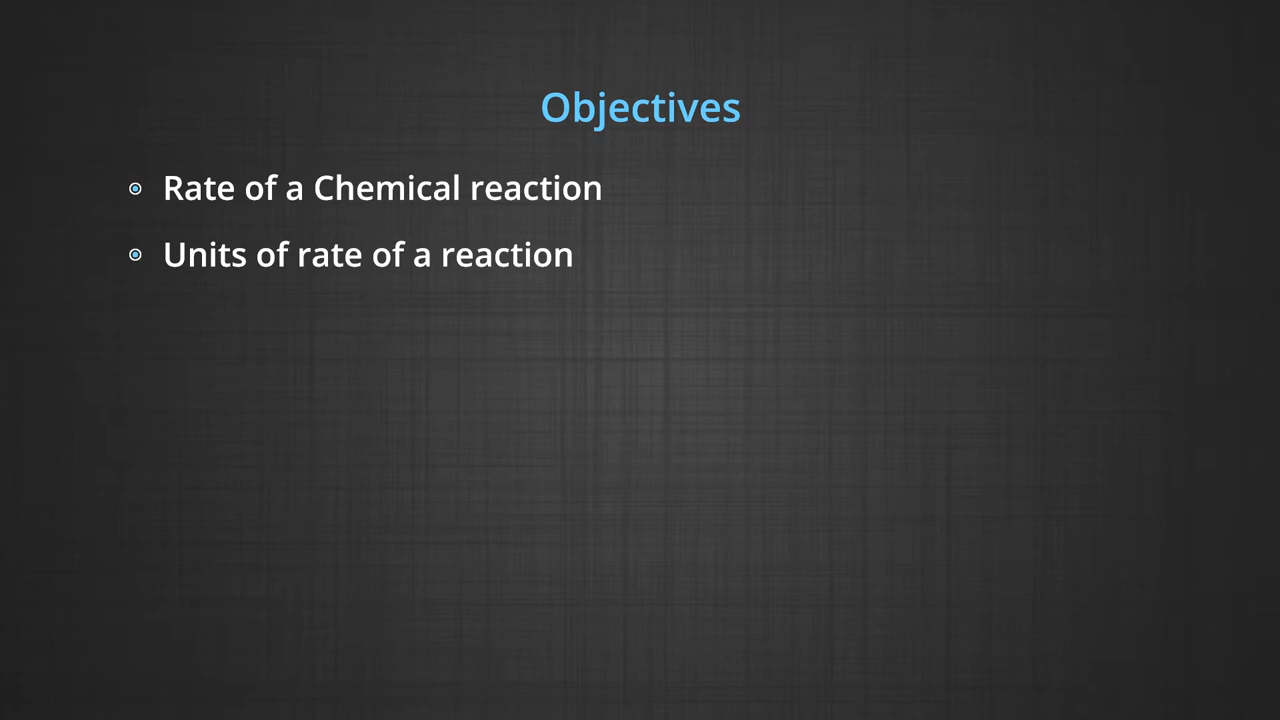 Objectives
Rate of a Chemical reaction
Units of rate of a reaction